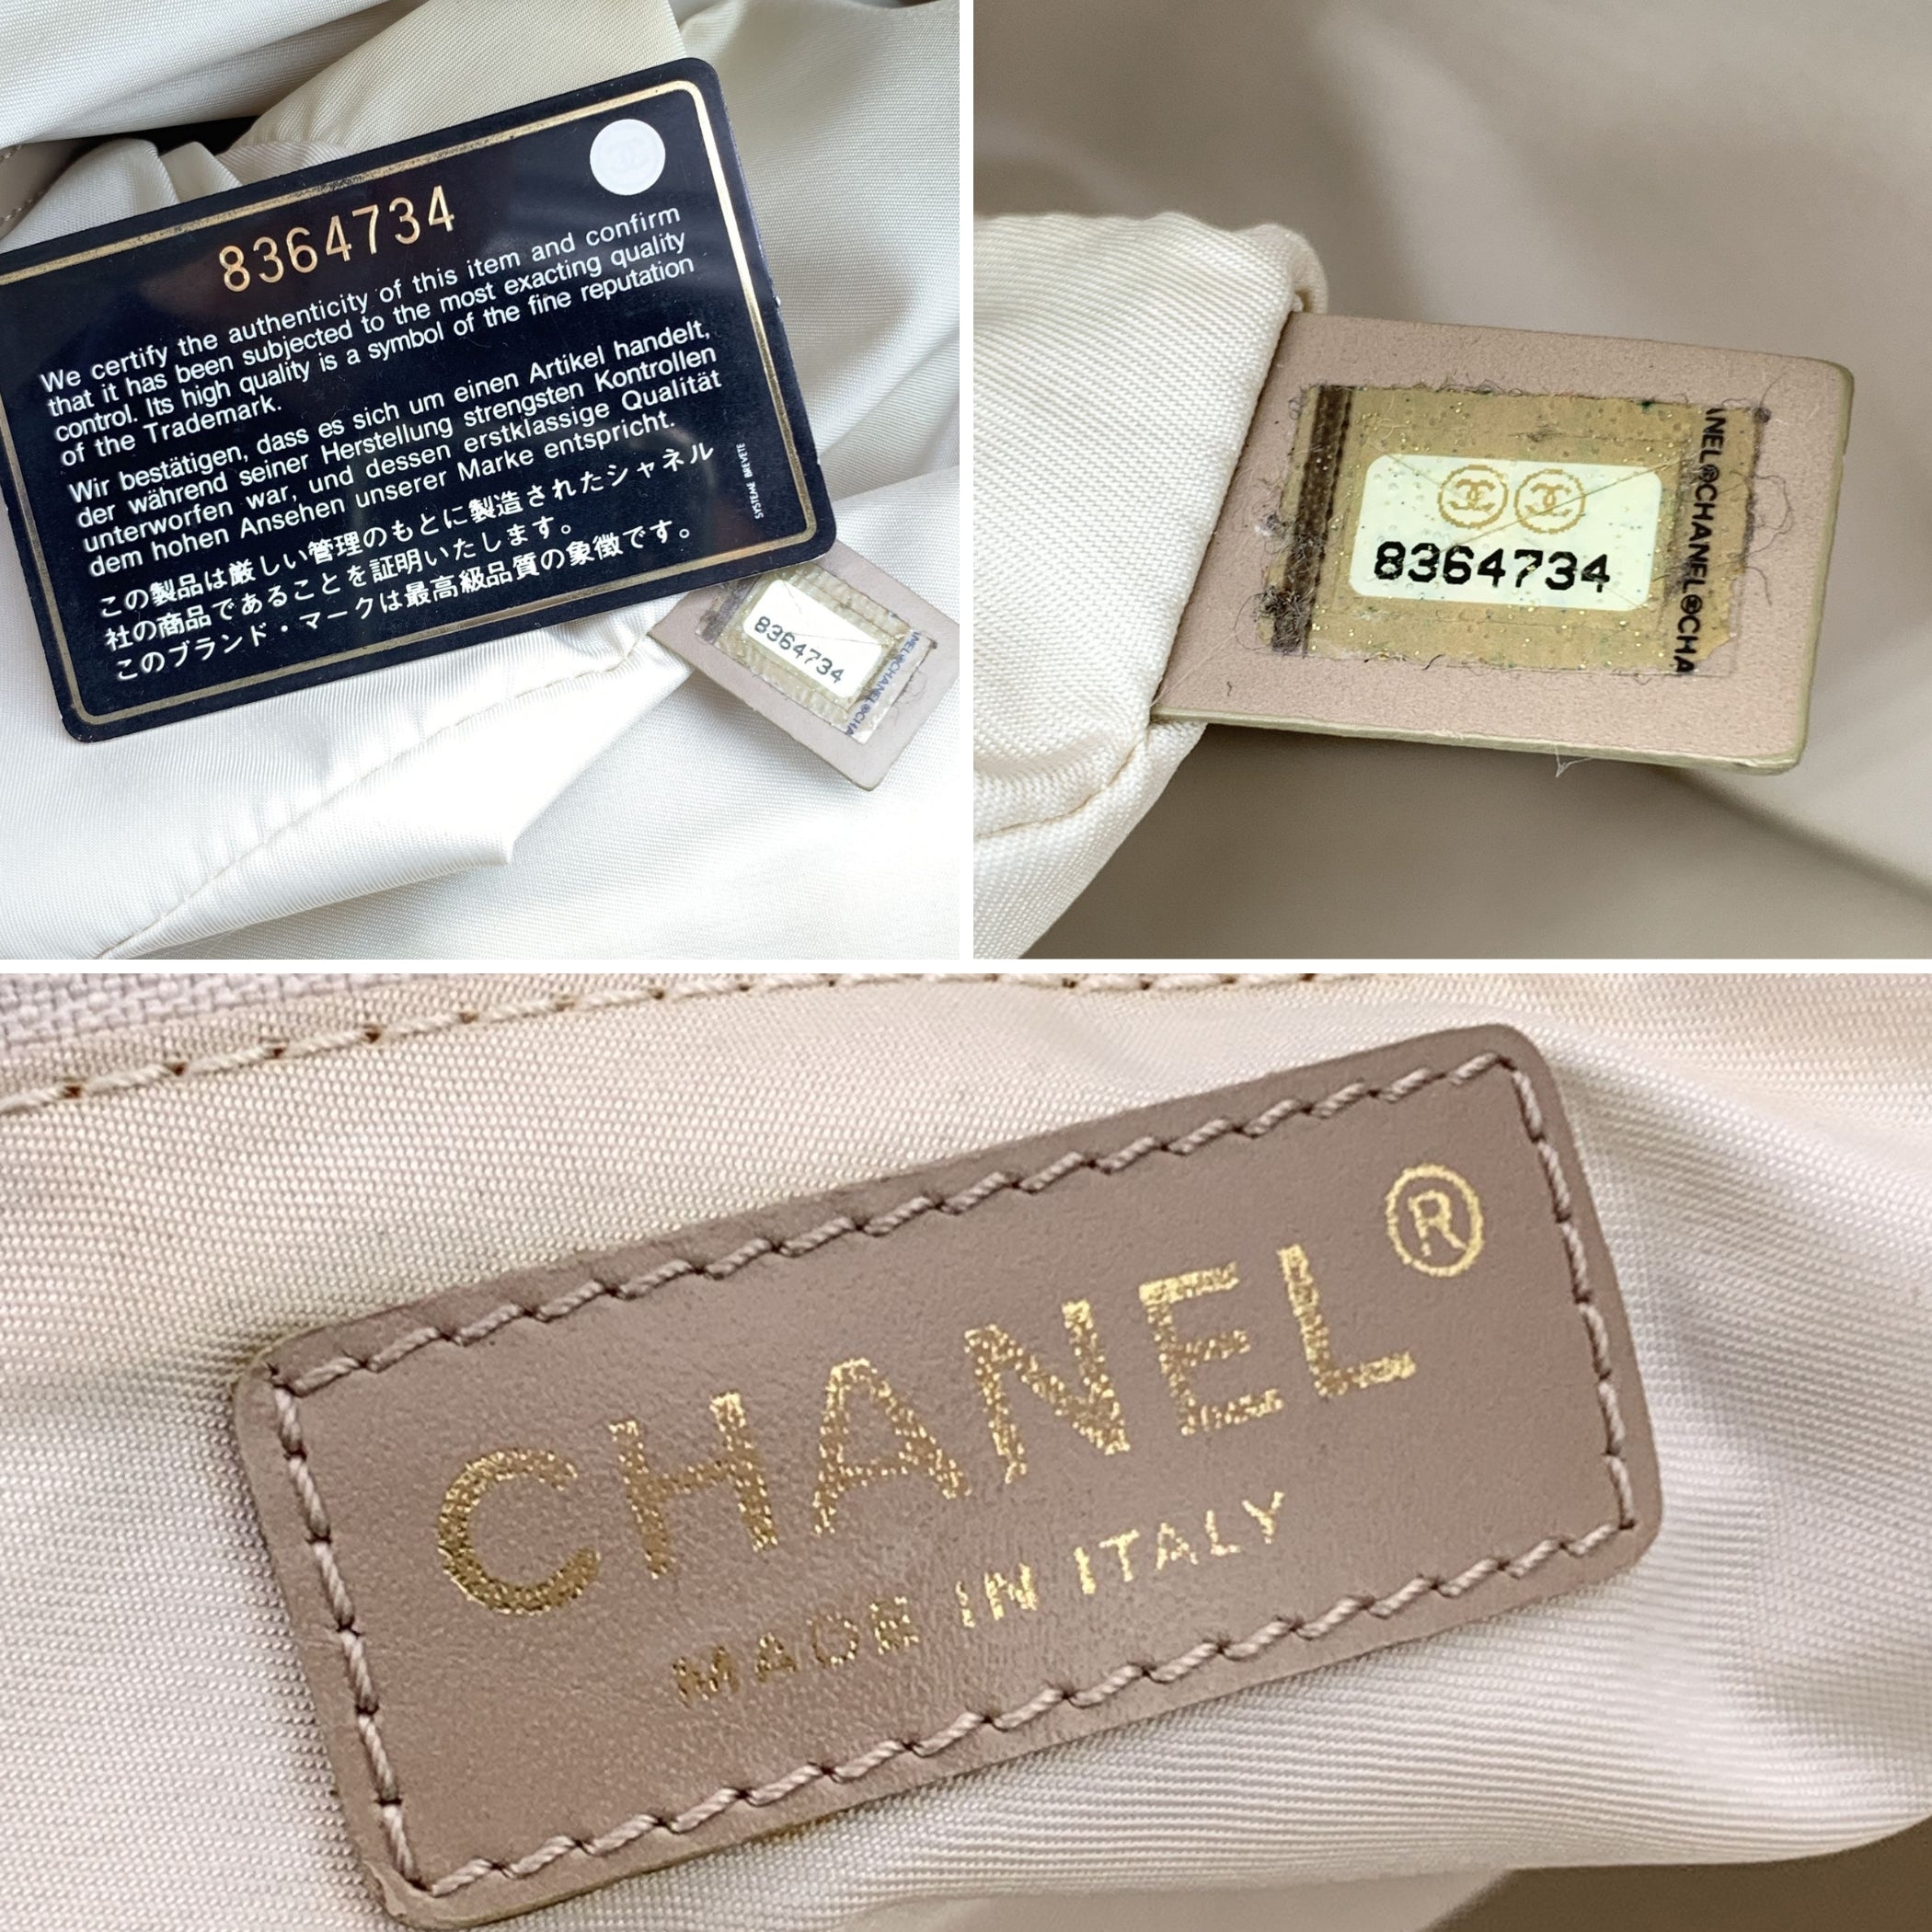 8364734
We certify the authenticity of this item and confirm
that it has been subjected to the most exacting quality
control. Its high quality is a symbol of the fine reputation
of the Trademark.
Wir bestätigen, dass es sich um einen Artikel handelt,
der während seiner Herstellung strengsten Kontrollen
unterworfen war, und dessen erstklassige Qualität
dem hohen Ansehen unserer Marke entspricht.
この製品は厳しい管理のもとに製造されたシャネル
社の商品であることを証明いたします。
このブランド・マークは最高級品質の象徴です。
SYSTEME BREVETE
8364734
ANEL®CHANEL®CHA
8364734
ANEL®CHANEL®CHA
CHANEL®
MADE IN ITALY